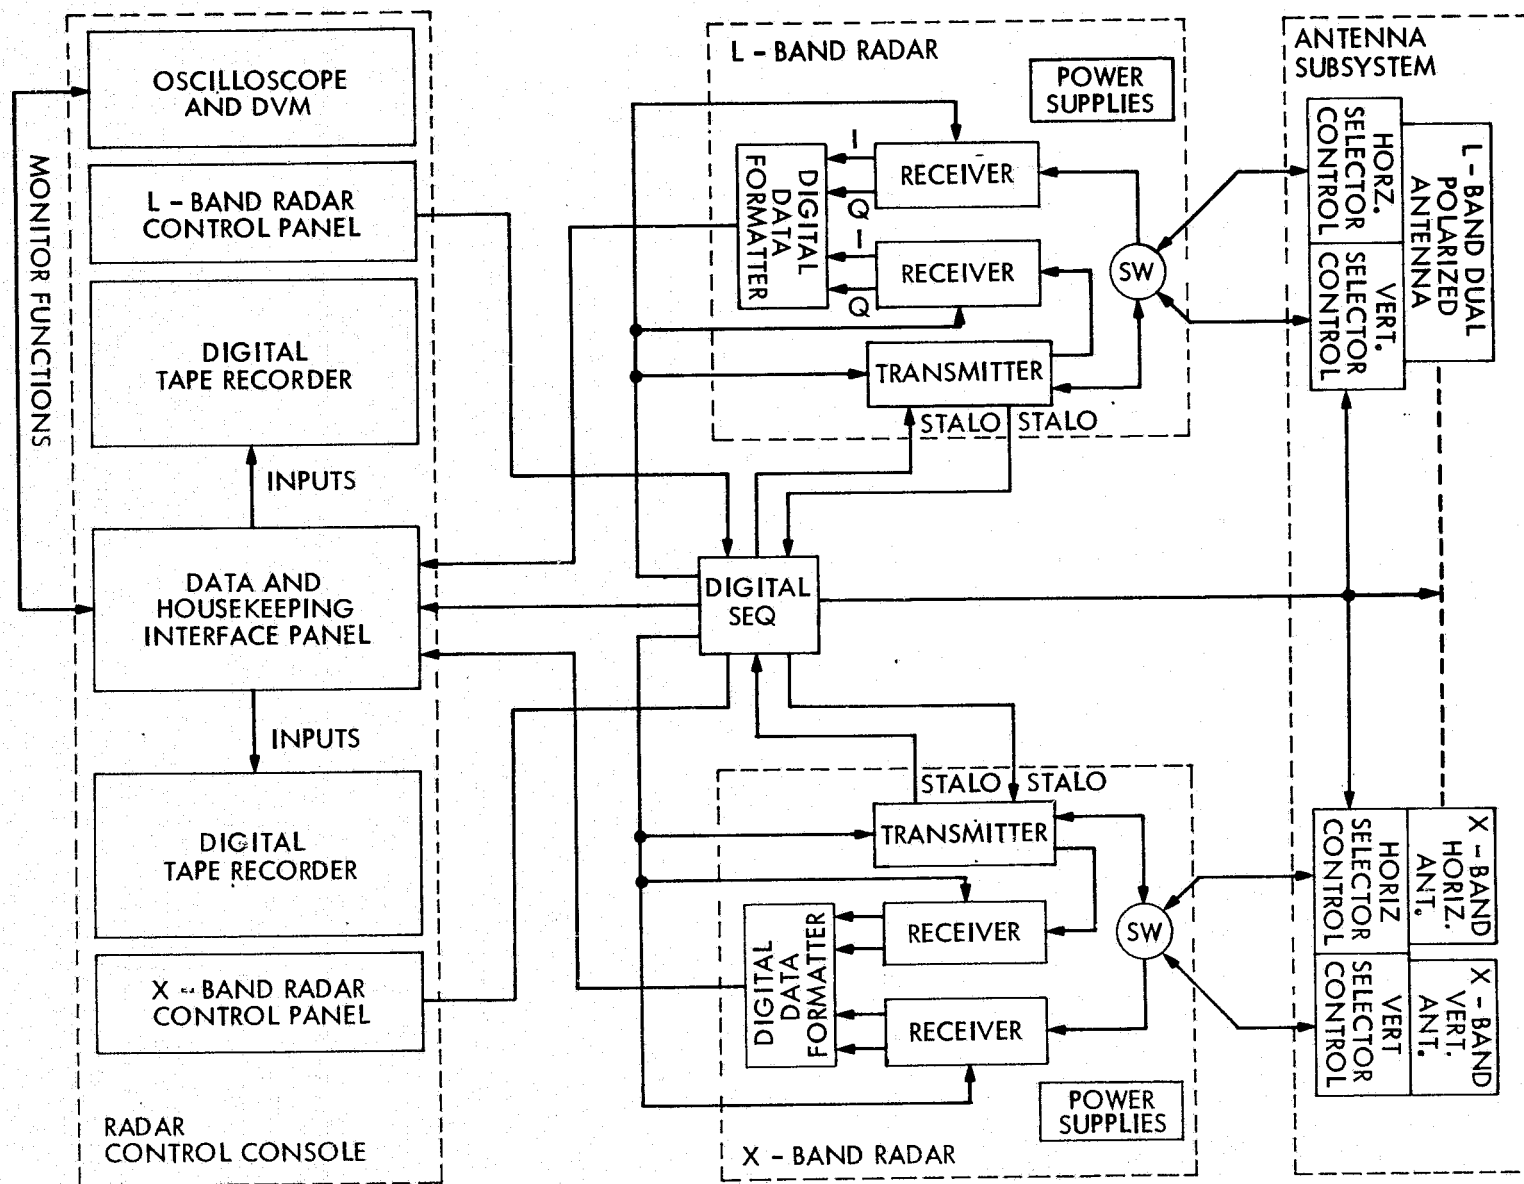 OSCILLOSCOPE
AND DVM
L - BAND RADAR
CONTROL PANEL
DIGITAL
TAPE RECORDER
INPUTS
DATA AND
HOUSEKEEPING
INTERFACE PANEL
INPUTS
DIGITAL
TAPE RECORDER
X - BAND RADAR
CONTROL PANEL
RADAR
CONTROL CONSOLE
MONITOR FUNCTIONS
L - BAND RADAR
POWER
SUPPLIES
DIGITAL
DATA
FORMATTER
I
Q
I
Q
RECEIVER
RECEIVER
TRANSMITTER
SW
STALO
STALO
DIGITAL
SEQ
STALO
STALO
TRANSMITTER
RECEIVER
RECEIVER
SW
DIGITAL
DATA
FORMATTER
POWER
SUPPLIES
X - BAND RADAR
ANTENNA
SUBSYSTEM
HORZ.
SELECTOR
CONTROL
VERT.
SELECTOR
CONTROL
L - BAND DUAL
POLARIZED
ANTENNA
HORIZ
SELECTOR
CONTROL
VERT
SELECTOR
CONTROL
X - BAND
HORIZ.
ANT.
X - BAND
VERT.
ANT.